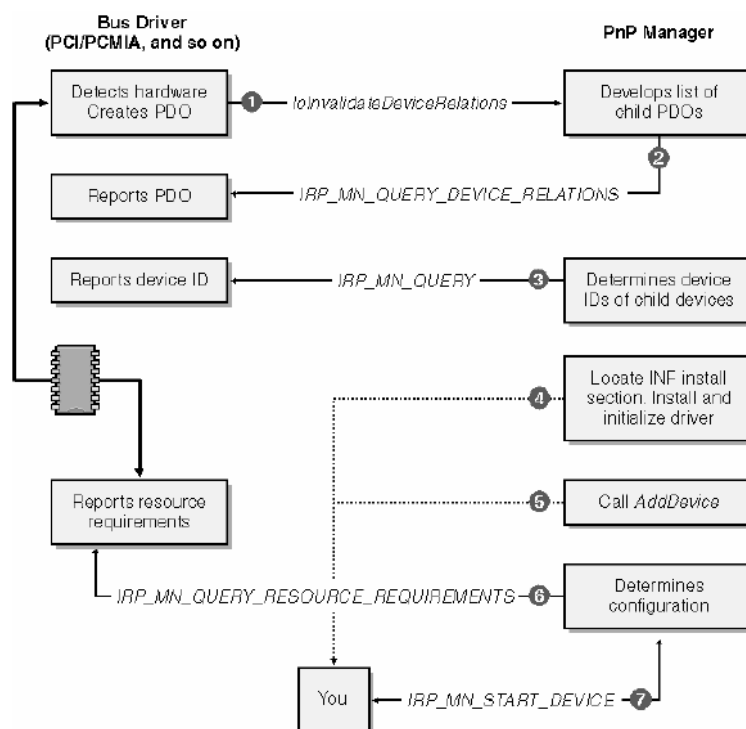 Bus Driver
(PCI/PCMIA, and so on)
PnP Manager
Detects hardware
Creates PDO
1
IoInvalidateDeviceRelations
Develops list of
child PDOs
2
Reports PDO
IRP_MN_QUERY_DEVICE_RELATIONS
Reports device ID
IRP_MN_QUERY
3
Determines device
IDs of child devices
4
Locate INF install
section. Install and
initialize driver
Reports resource
requirements
5
Call AddDevice
IRP_MN_QUERY_RESOURCE_REQUIREMENTS
6
Determines
configuration
You
IRP_MN_START_DEVICE
7